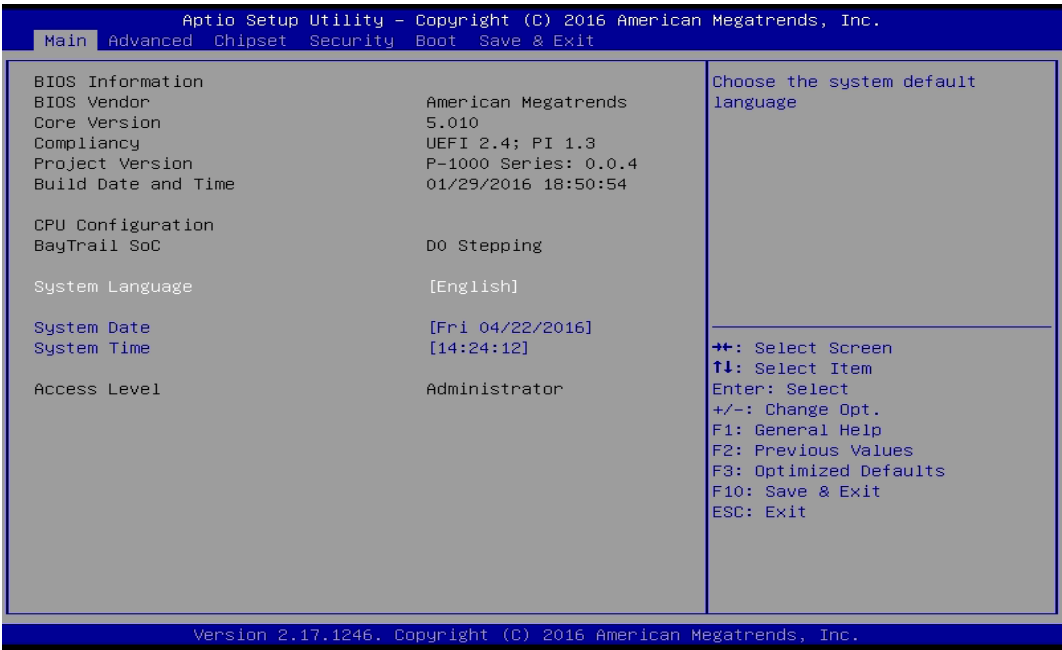 Aptio Setup Utility – Copyright (C) 2016 American Megatrends, Inc.
Main Advanced Chipset Security Boot Save & Exit
BIOS Information
BIOS Vendor American Megatrends
Core Version 5.010
Compliancy UEFI 2.4; PI 1.3
Project Version P-1000 Series: 0.0.4
Build Date and Time 01/29/2016 18:50:54
CPU Configuration
BayTrail SoC D0 Stepping
System Language [English]
System Date [Fri 04/22/2016]
System Time [14:24:12]
Access Level Administrator
Choose the system default
language
→←: Select Screen
↑↓: Select Item
Enter: Select
+/-: Change Opt.
F1: General Help
F2: Previous Values
F3: Optimized Defaults
F10: Save & Exit
ESC: Exit
Version 2.17.1246. Copyright (C) 2016 American Megatrends, Inc.